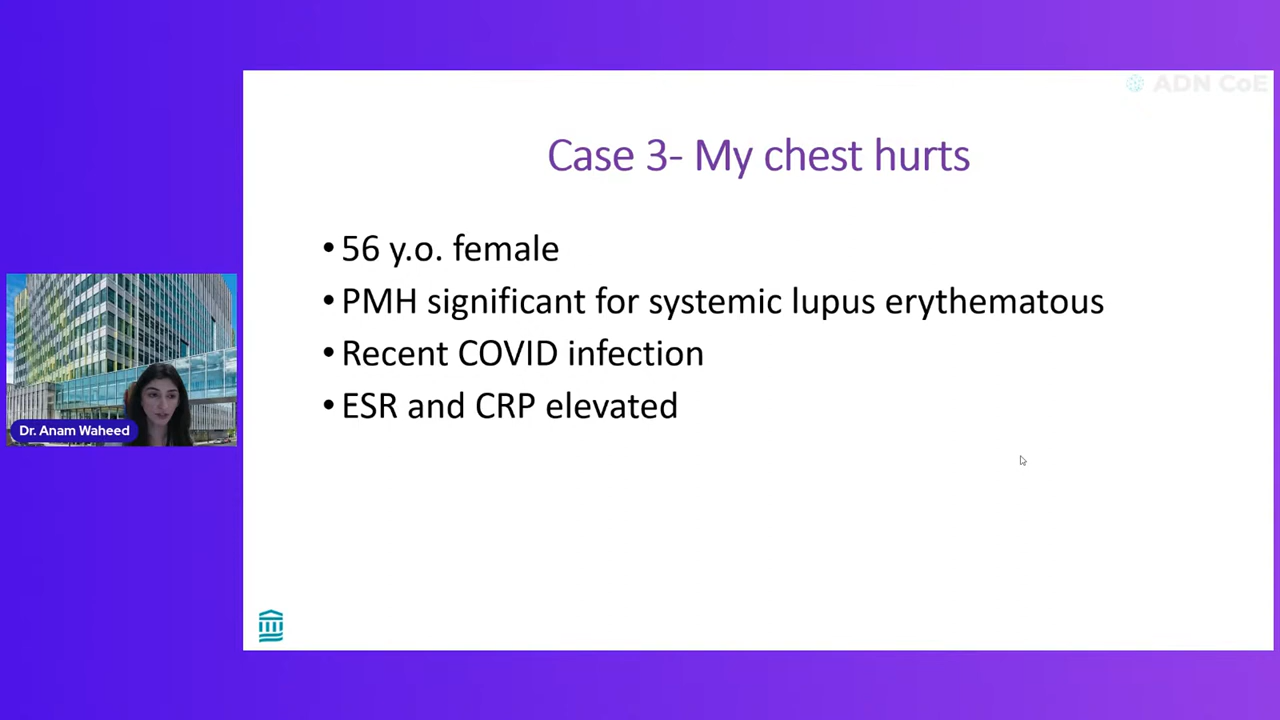 ADN CoE
Case 3- My chest hurts
• 56 y.o. female
• PMH significant for systemic lupus erythematous
• Recent COVID infection
• ESR and CRP elevated
Dr. Anam Waheed